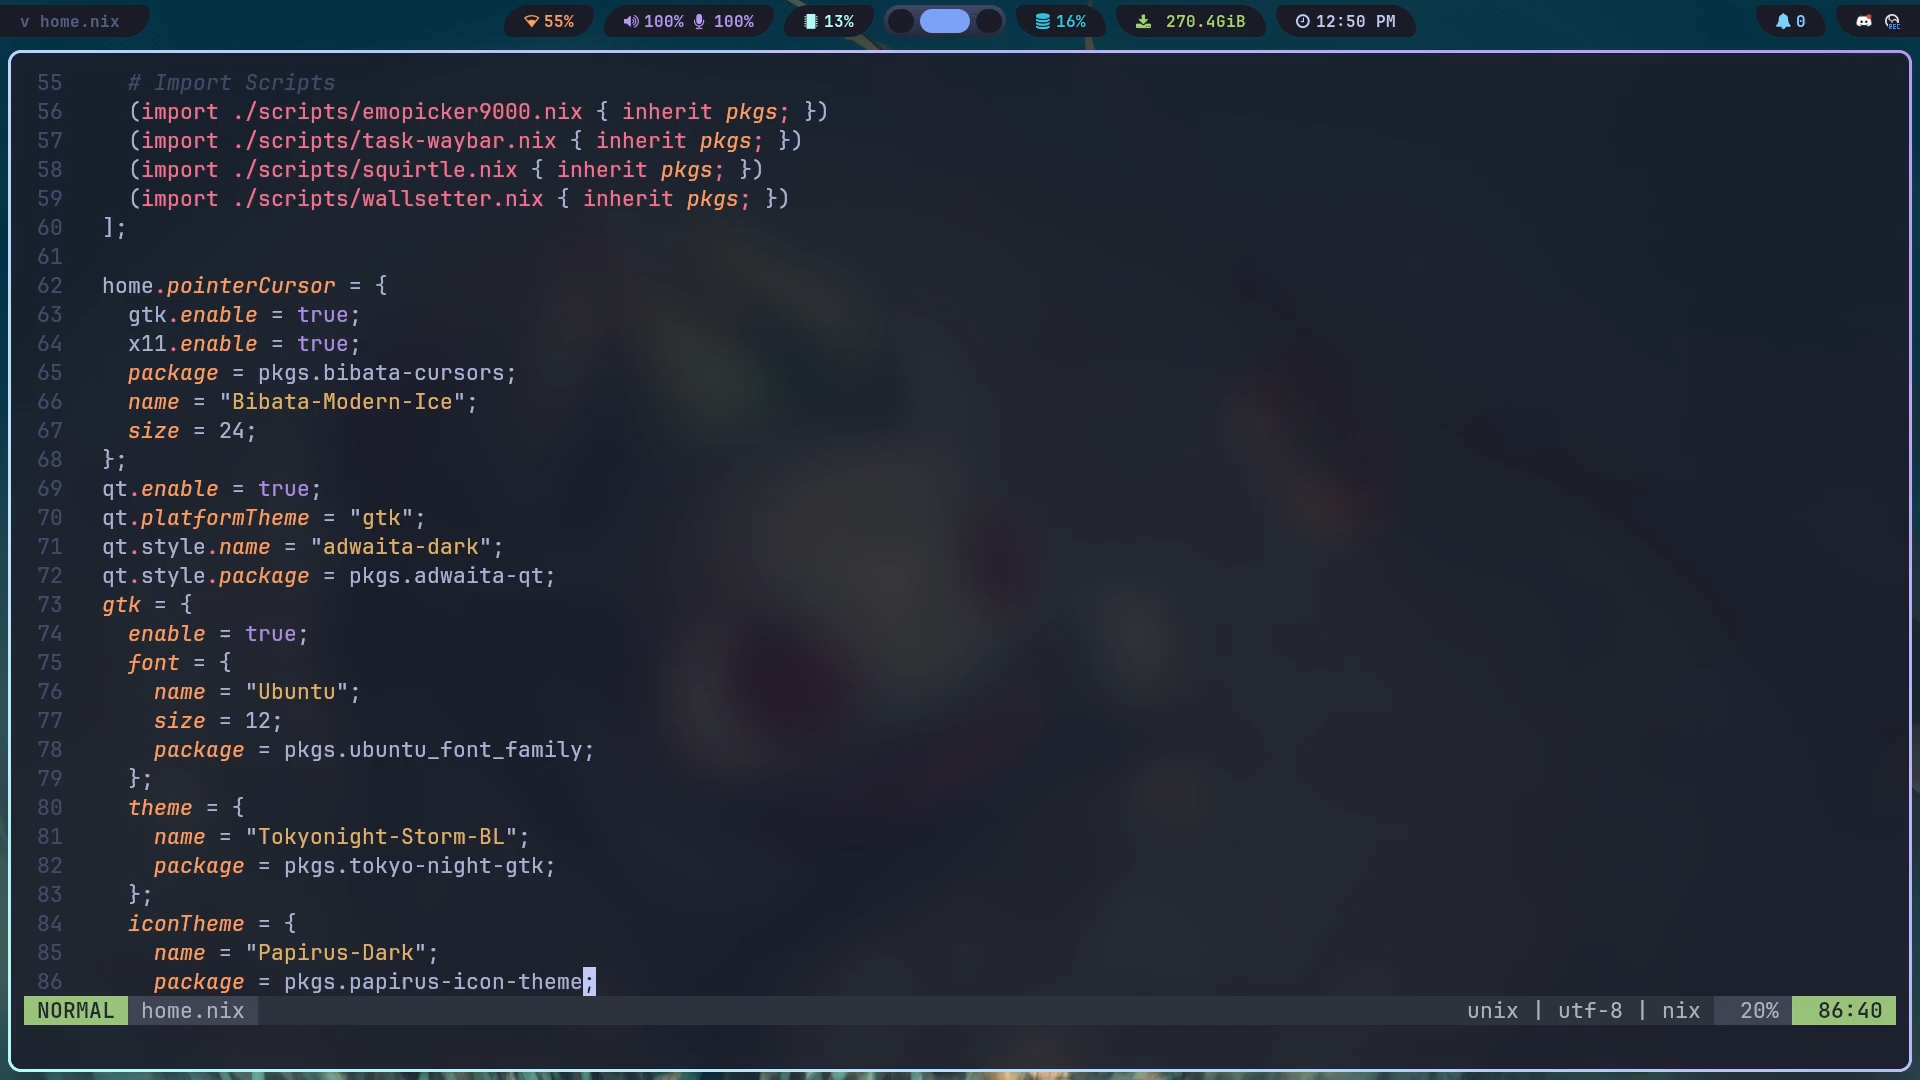 v home.nix 55% 100% 100% 13% 16% 270.4GiB 12:50 PM 0 REC
55 # Import Scripts
56 (import ./scripts/emopicker9000.nix { inherit pkgs; })
57 (import ./scripts/task-waybar.nix { inherit pkgs; })
58 (import ./scripts/squirtle.nix { inherit pkgs; })
59 (import ./scripts/wallsetter.nix { inherit pkgs; })
60 ];
61
62 home.pointerCursor = {
63 gtk.enable = true;
64 x11.enable = true;
65 package = pkgs.bibata-cursors;
66 name = "Bibata-Modern-Ice";
67 size = 24;
68 };
69 qt.enable = true;
70 qt.platformTheme = "gtk";
71 qt.style.name = "adwaita-dark";
72 qt.style.package = pkgs.adwaita-qt;
73 gtk = {
74 enable = true;
75 font = {
76 name = "Ubuntu";
77 size = 12;
78 package = pkgs.ubuntu_font_family;
79 };
80 theme = {
81 name = "Tokyonight-Storm-BL";
82 package = pkgs.tokyo-night-gtk;
83 };
84 iconTheme = {
85 name = "Papirus-Dark";
86 package = pkgs.papirus-icon-theme;
NORMAL home.nix unix | utf-8 | nix 20% 86:40